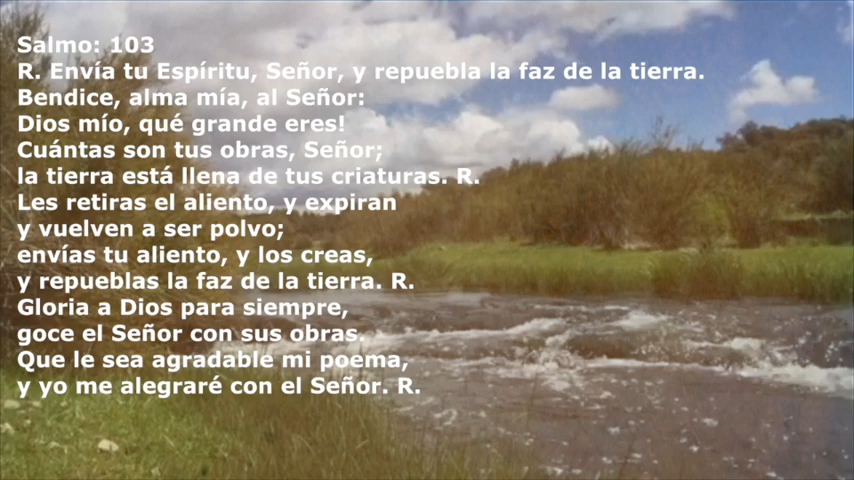 Salmo: 103
R. Envía tu Espíritu, Señor, y repuebla la faz de la tierra.
Bendice, alma mía, al Señor:
Dios mío, qué grande eres!
Cuántas son tus obras, Señor;
la tierra está llena de tus criaturas. R.
Les retiras el aliento, y expiran
y vuelven a ser polvo;
envías tu aliento, y los creas,
y repueblas la faz de la tierra. R.
Gloria a Dios para siempre,
goce el Señor con sus obras.
Que le sea agradable mi poema,
y yo me alegraré con el Señor. R.